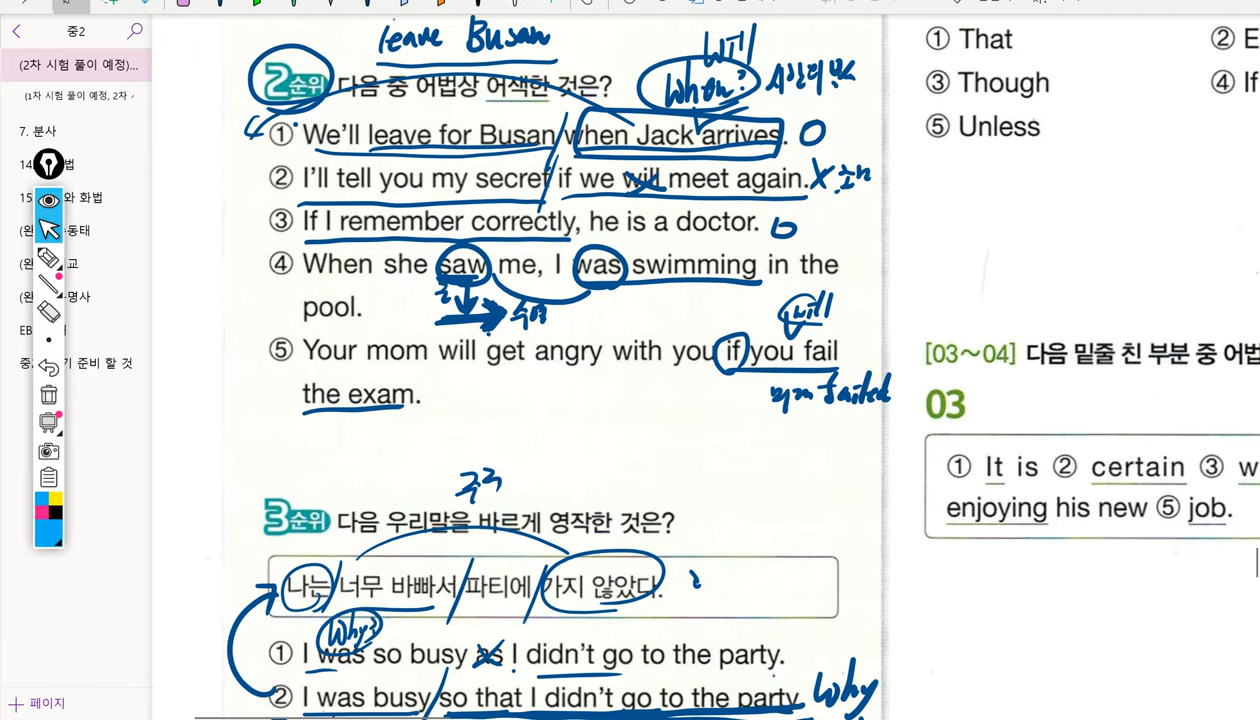 중2
(2차 시험 풀이 예정)...
(1차 시험 풀이 예정, 2차
7. 분사
14
법
15
와 화법
(완
동태
(완
교
(완
명사
EB
중2
기 준비 할 것
페이지
leave Busan
will
when?
2순위 다음 중 어법상 어색한 것은?
① We'll leave for Busan when Jack arrives. O
② I'll tell you my secret if we will meet again. X
③ If I remember correctly, he is a doctor. O
④ When she saw me, I was swimming in the
pool.
will
⑤ Your mom will get angry with you if you fail
the exam.
failed
3순위 다음 우리말을 바르게 영작한 것은?
나는 너무 바빠서 파티에 가지 않았다.
Why?
① I was so busy as I didn't go to the party.
② I was busy so that I didn't go to the party. Why
① That
② E
③ Though
④ If
⑤ Unless
[03~04] 다음 밑줄 친 부분 중 어법
03
① It is ② certain ③ w
enjoying his new ⑤ job.